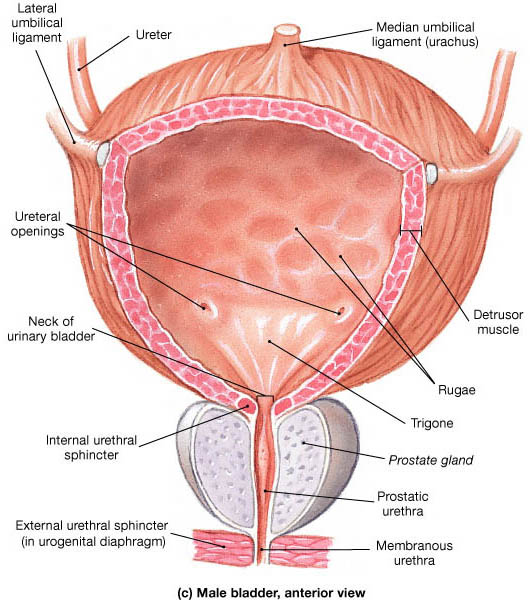 Lateral
umbilical
ligament
Ureter
Median umbilical
ligament (urachus)
Ureteral
openings
Detrusor
muscle
Neck of
urinary bladder
Rugae
Trigone
Internal urethral
sphincter
Prostate gland
Prostatic
urethra
External urethral sphincter
(in urogenital diaphragm)
Membranous
urethra
(c) Male bladder, anterior view